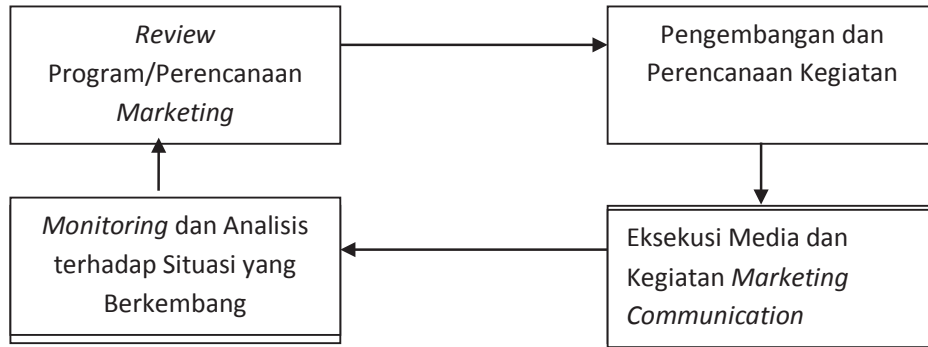 Review
Program/Perencanaan
Marketing
Pengembangan dan
Perencanaan Kegiatan
Monitoring dan Analisis
terhadap Situasi yang
Berkembang
Eksekusi Media dan
Kegiatan Marketing
Communication